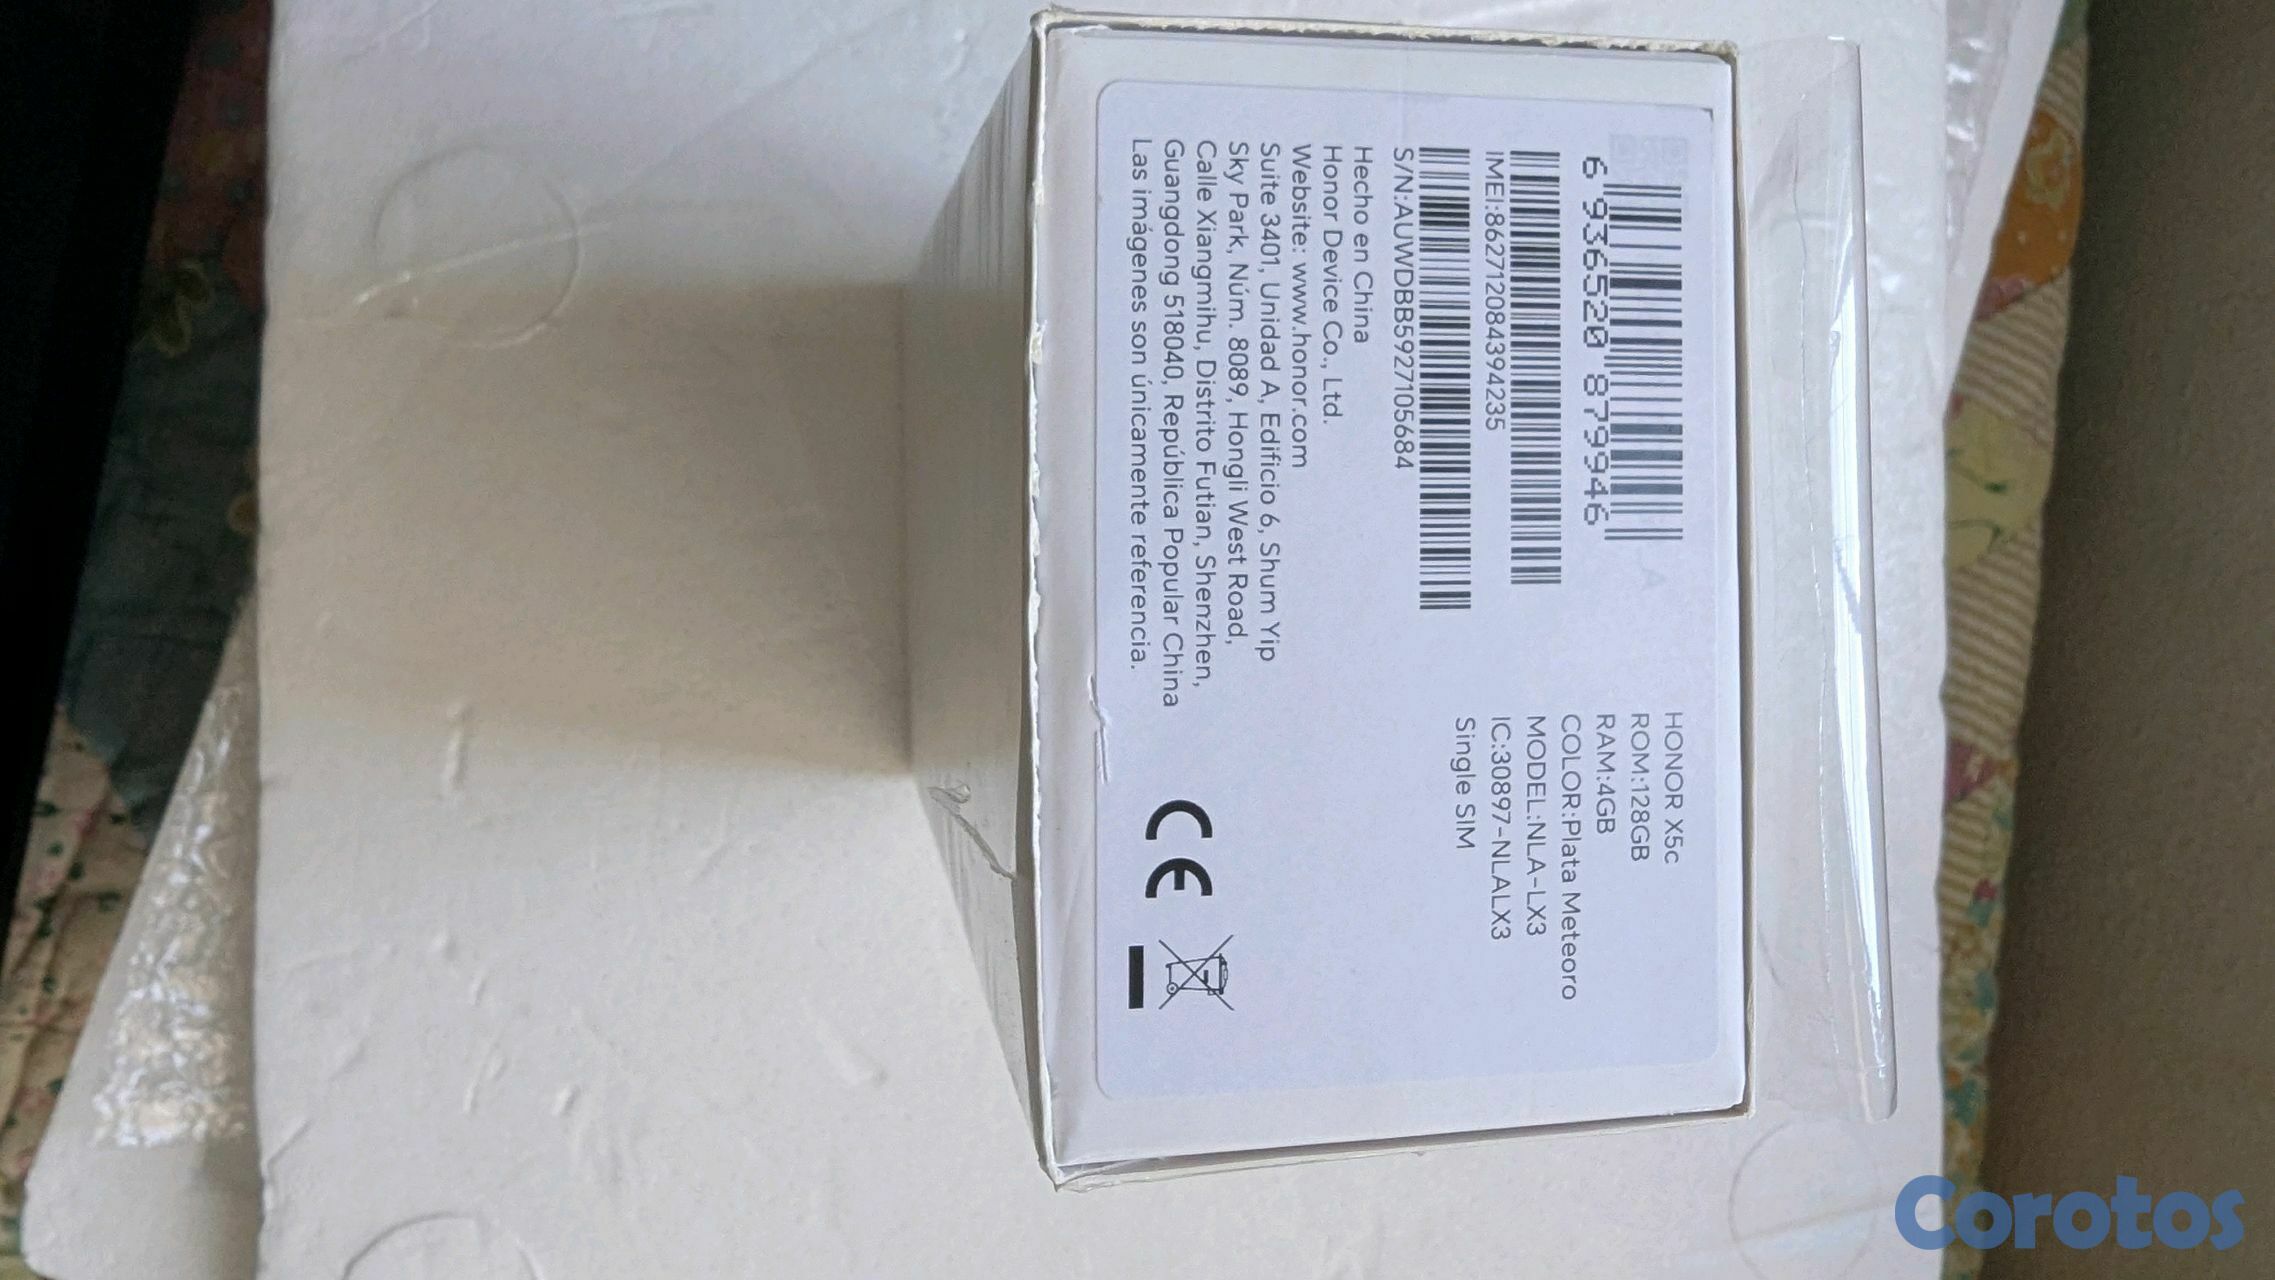 6 936520 879946
IMEI:862712084394235
S/N:AUWDBB5927105684
Hecho en China
Honor Device Co., Ltd.
Website: www.honor.com
Suite 3401, Unidad A, Edificio 6, Shum Yip
Sky Park, Núm. 8089, Hongli West Road,
Calle Xiangmihu, Distrito Futian, Shenzhen,
Guangdong 518040, República Popular China
Las imágenes son únicamente referencia.
A
HONOR X5c
ROM:128GB
RAM:4GB
COLOR:Plata Meteoro
MODEL:NLA-LX3
IC:30897-NLALX3
Single SIM
CE
Corotos